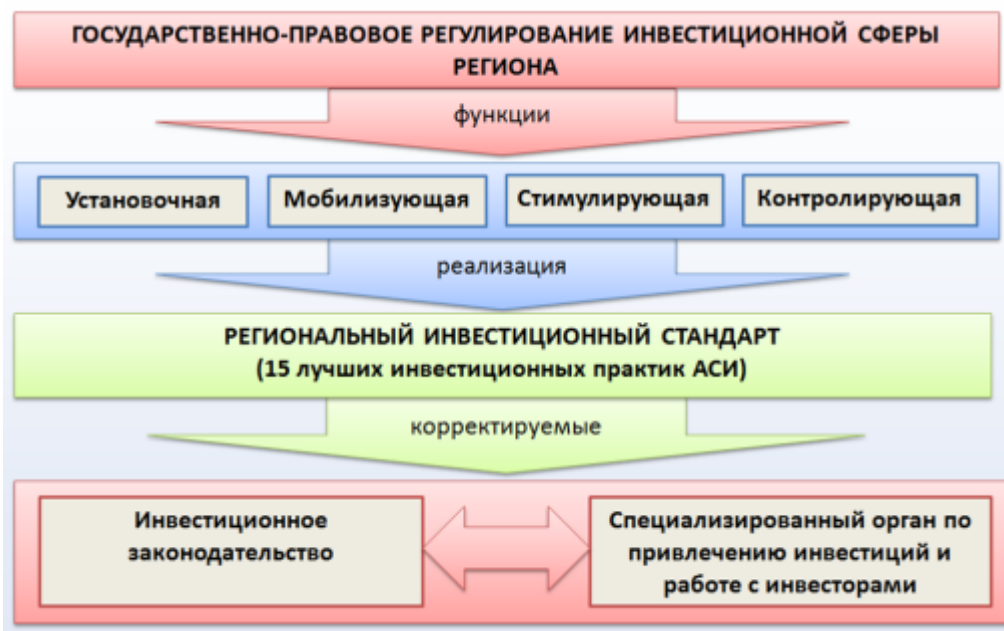 ГОСУДАРСТВЕННО-ПРАВОВОЕ РЕГУЛИРОВАНИЕ ИНВЕСТИЦИОННОЙ СФЕРЫ
РЕГИОНА
функции
Установочная
Мобилизующая
Стимулирующая
Контролирующая
реализация
РЕГИОНАЛЬНЫЙ ИНВЕСТИЦИОННЫЙ СТАНДАРТ
(15 лучших инвестиционных практик АСИ)
корректируемые
Инвестиционное
законодательство
Специализированный орган по
привлечению инвестиций и
работе с инвесторами